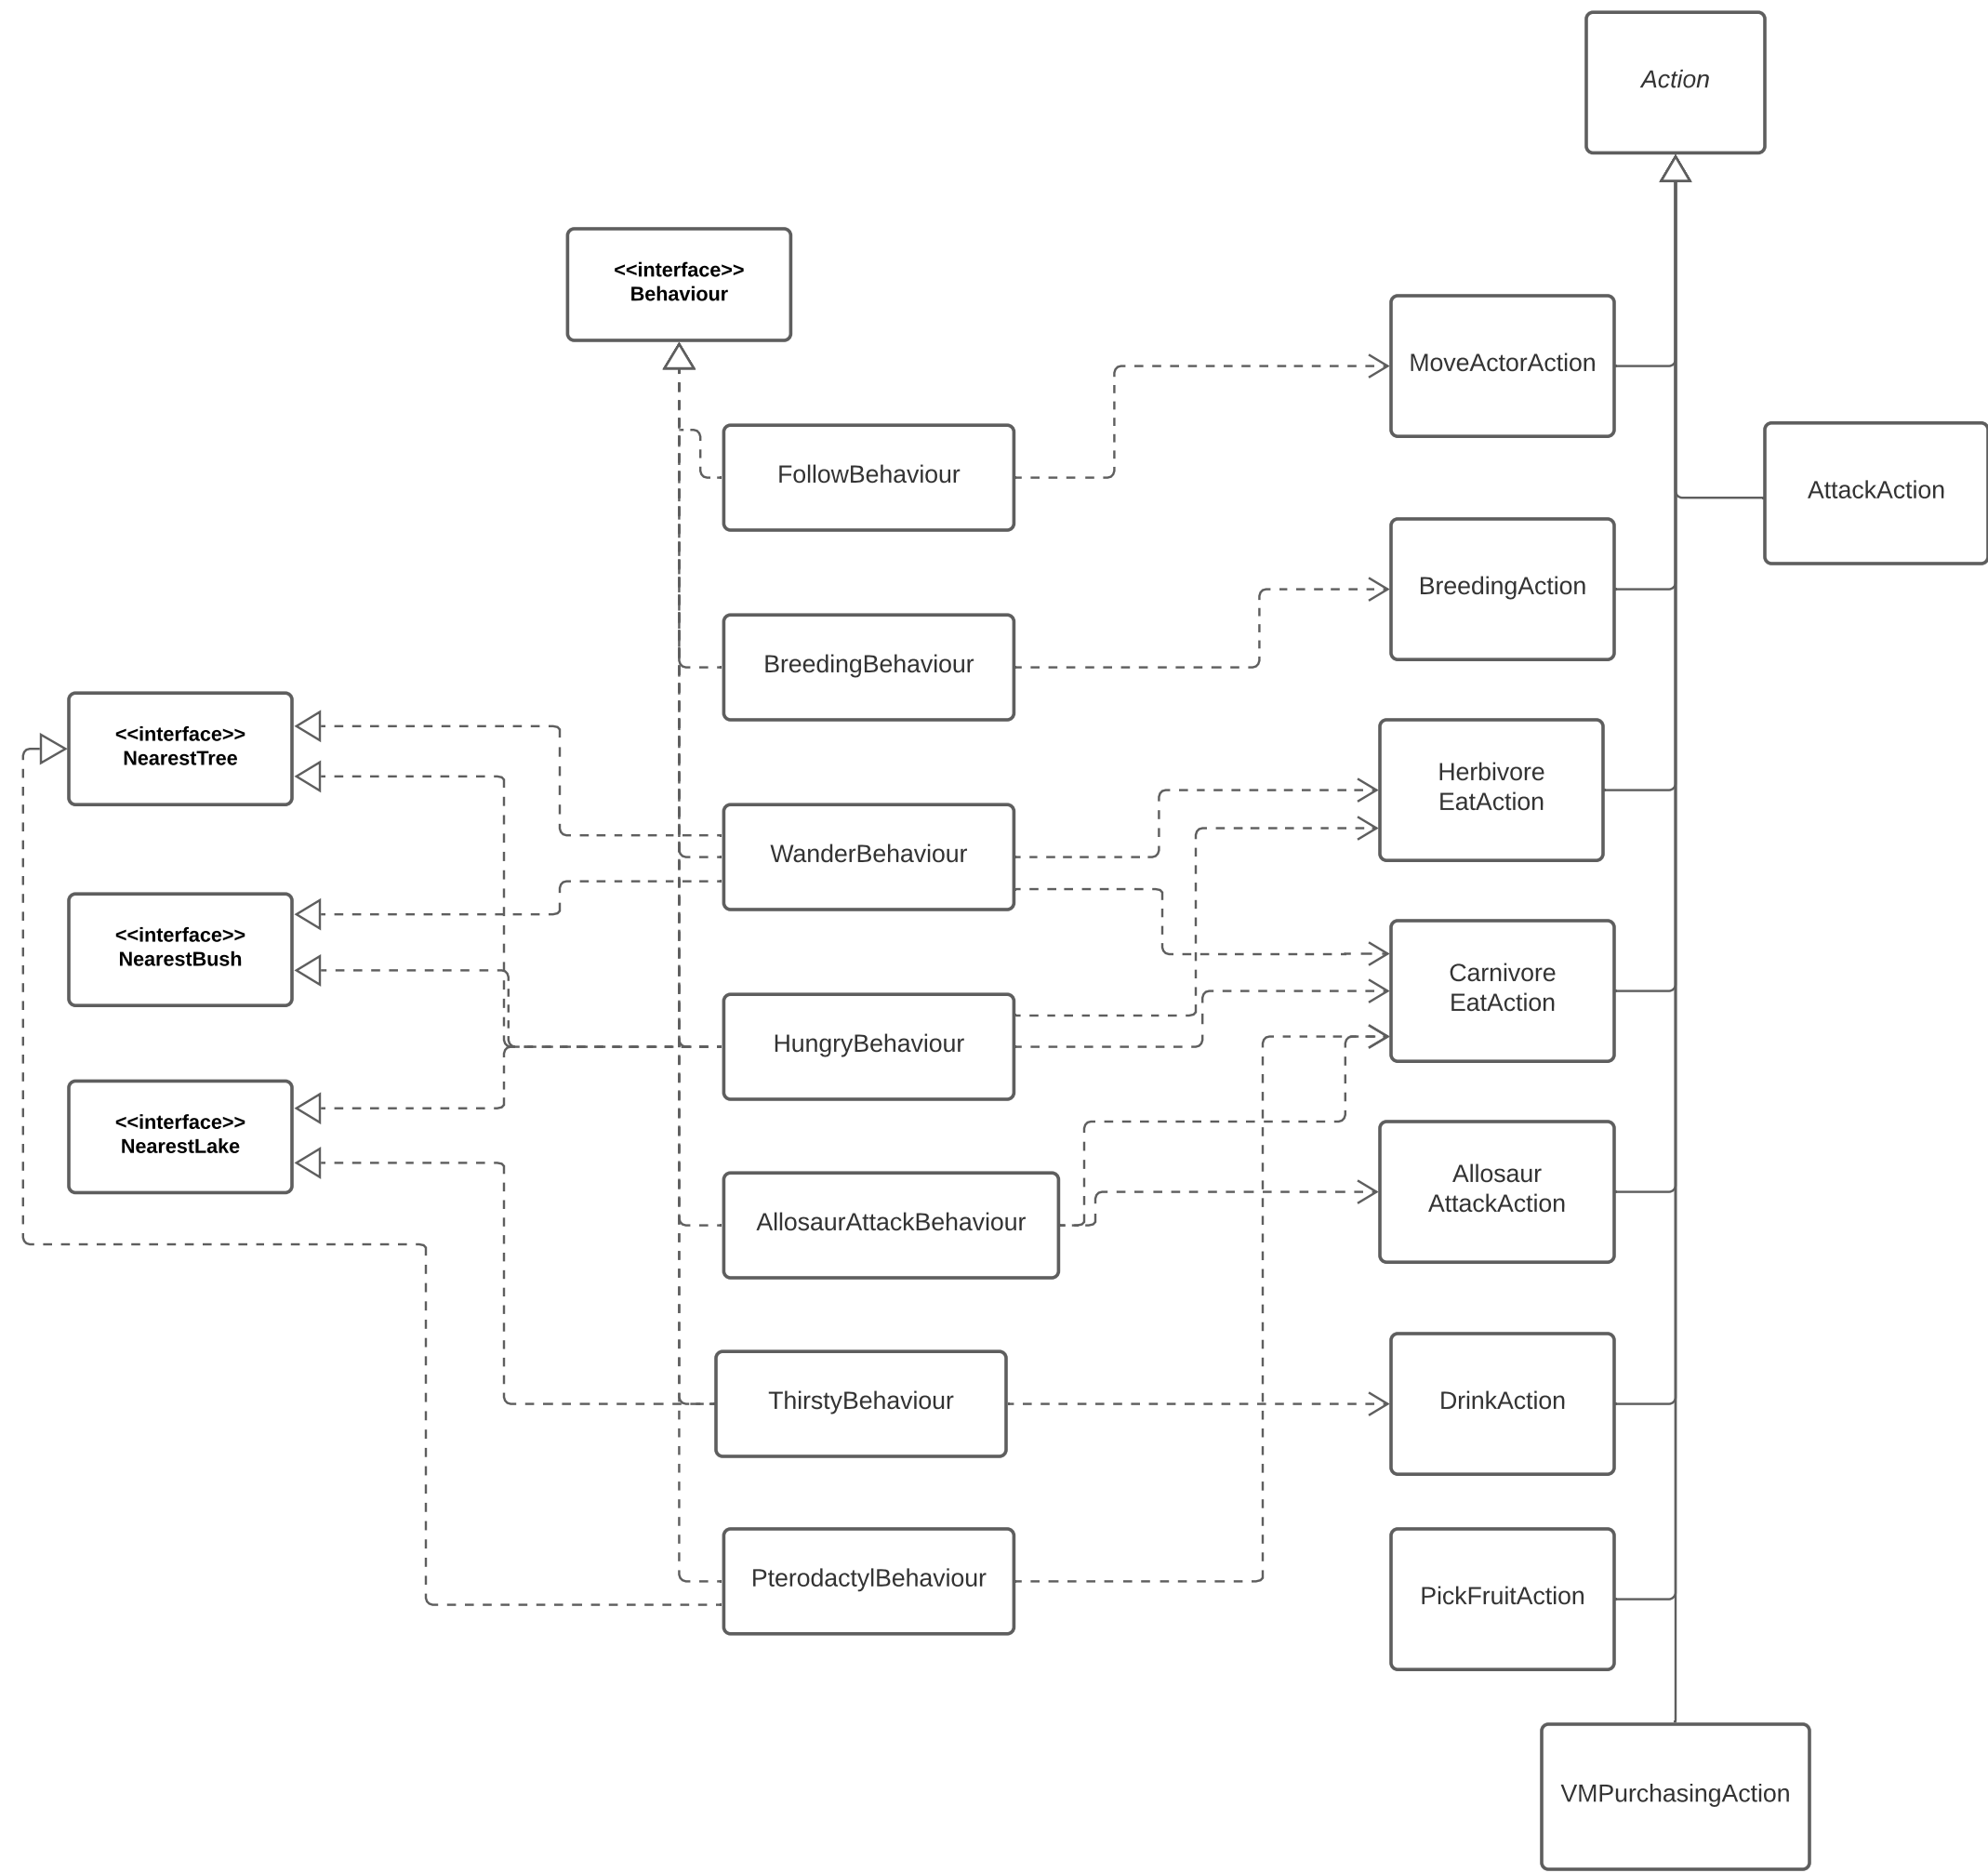 Action
<<interface>>
Behaviour
MoveActorAction
AttackAction
FollowBehaviour
BreedingAction
BreedingBehaviour
<<interface>>
NearestTree
Herbivore
EatAction
WanderBehaviour
<<interface>>
NearestBush
Carnivore
EatAction
HungryBehaviour
<<interface>>
NearestLake
Allosaur
AttackAction
AllosaurAttackBehaviour
ThirstyBehaviour
DrinkAction
PterodactylBehaviour
PickFruitAction
VMPurchasingAction